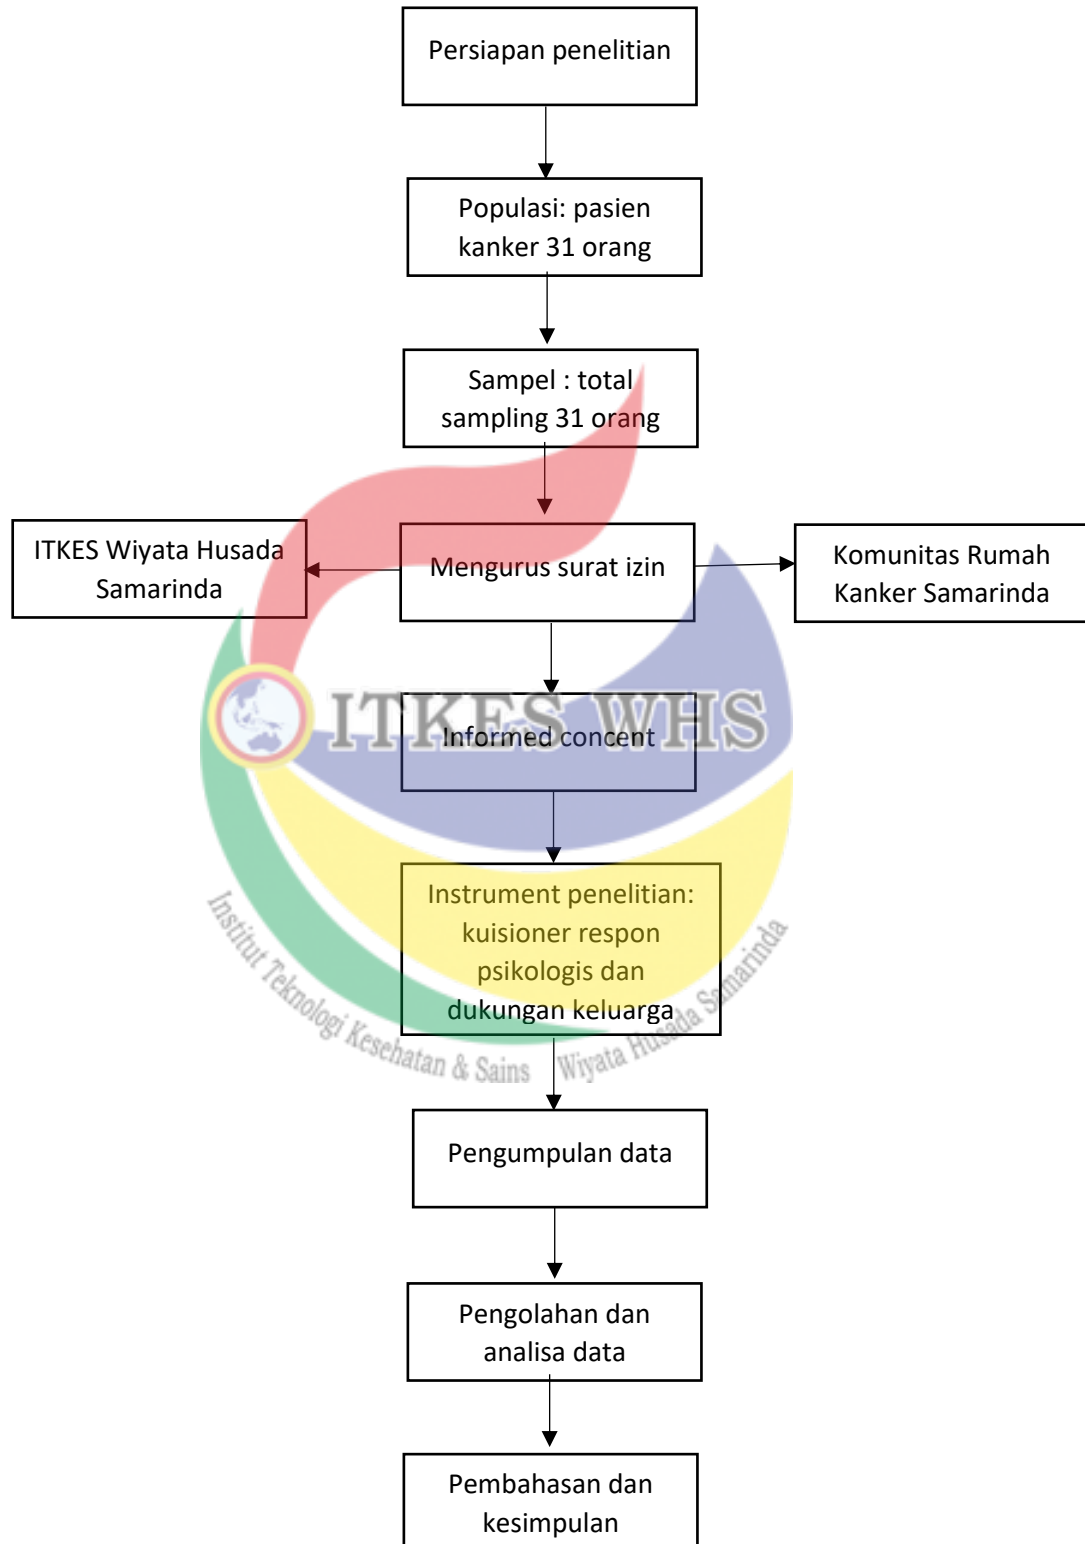 Persiapan penelitian
Populasi: pasien
kanker 31 orang
Sampel : total
sampling 31 orang
ITKES Wiyata Husada
Samarinda
Mengurus surat izin
Komunitas Rumah
Kanker Samarinda
ITKES WHS
Informed concent
Instrument penelitian:
kuisioner respon
psikologis dan
dukungan keluarga
Institut Teknologi Kesehatan & Sains Wiyata Husada Samarinda
Pengumpulan data
Pengolahan dan
analisa data
Pembahasan dan
kesimpulan